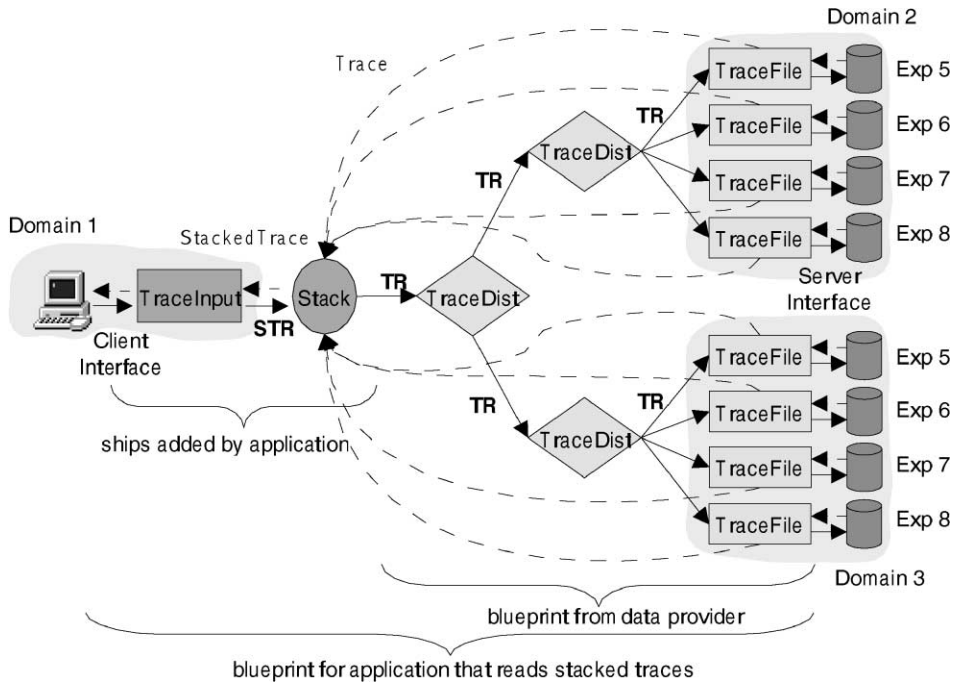 Domain 2
Trace
TraceFile
Exp 5
TR
TraceFile
Exp 6
TraceDist
TR
TraceFile
Exp 7
Domain 1
StackedTrace
TraceFile
Exp 8
TR
Server
Interface
TraceInput
Stack
TraceDist
STR
Client
Interface
TR
TR
TraceFile
Exp 5
TraceFile
Exp 6
TraceDist
ships added by application
TraceFile
Exp 7
TraceFile
Exp 8
Domain 3
blueprint from data provider
blueprint for application that reads stacked traces